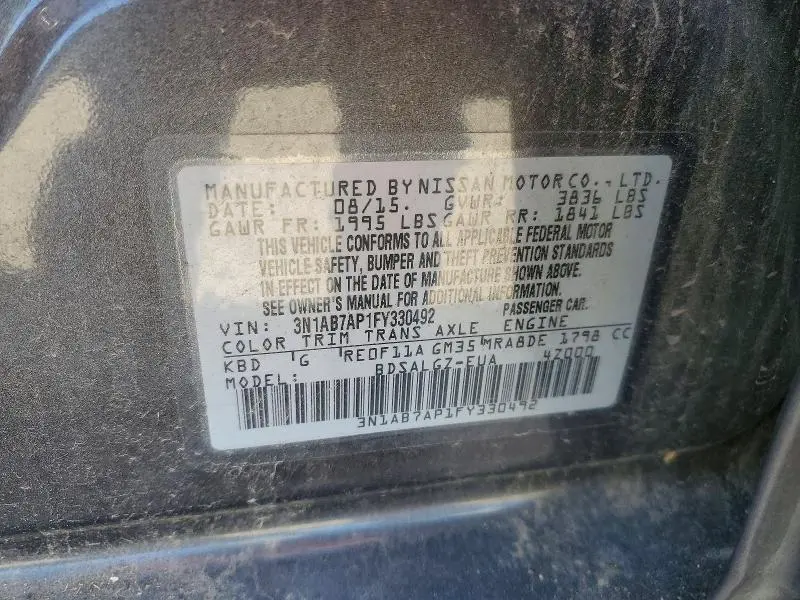 MANUFACTURED BY NISSAN MOTOR CO., LTD.
DATE: 08/15. GVWR: 3836 LBS
GAWR FR: 1995 LBS GAWR RR: 1841 LBS
THIS VEHICLE CONFORMS TO ALL APPLICABLE FEDERAL MOTOR
VEHICLE SAFETY, BUMPER AND THEFT PREVENTION STANDARDS
IN EFFECT ON THE DATE OF MANUFACTURE SHOWN ABOVE.
SEE OWNER'S MANUAL FOR ADDITIONAL INFORMATION
VIN: 3N1AB7AP1FY330492 PASSENGER CAR.
COLOR TRIM TRANS AXLE ENGINE
KBD G RE0F11A GM35 MRA8DE 1798 CC
MODEL: BDSALGZ-EUA 4Z000
3N1AB7AP1FY330492